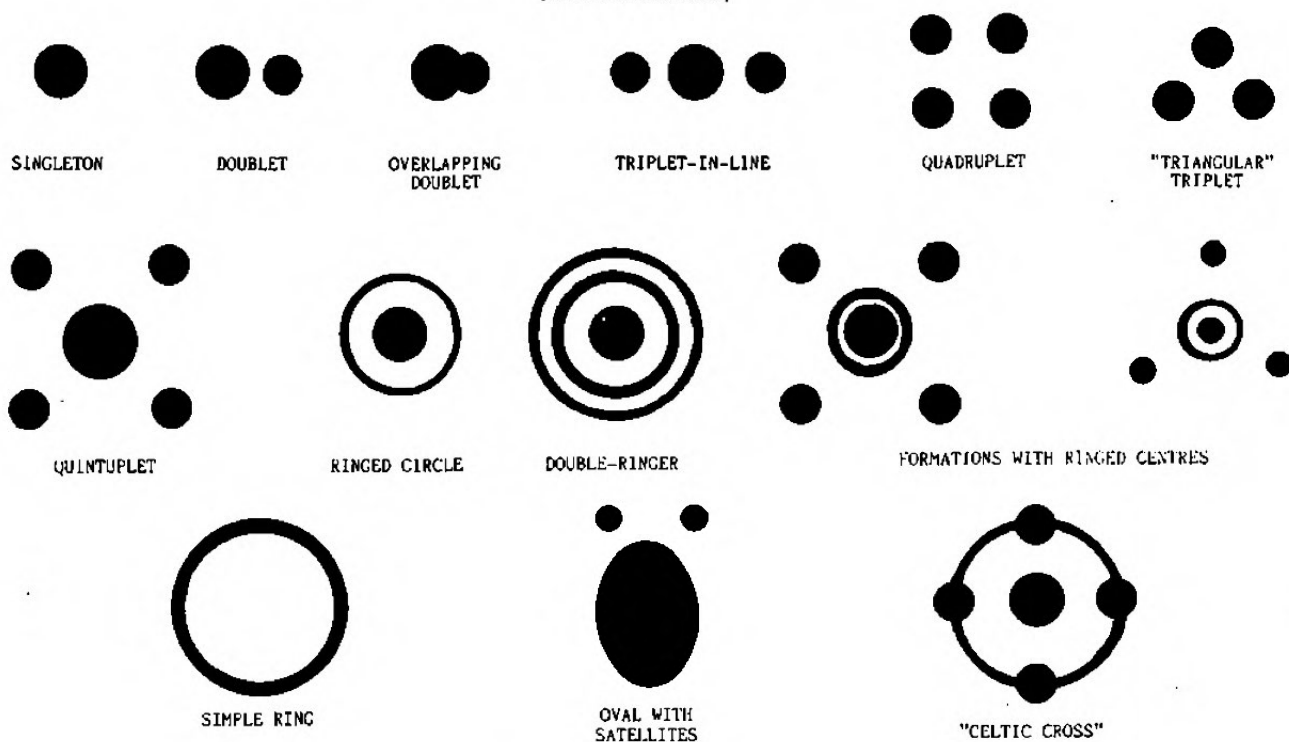 SINGLETON
DOUBLET
OVERLAPPING
DOUBLET
TRIPLET-IN-LINE
QUADRUPLET
"TRIANGULAR"
TRIPLET
QUINTUPLET
RINGED CIRCLE
DOUBLE-RINGER
FORMATIONS WITH RINGED CENTRES
SIMPLE RING
OVAL WITH
SATELLITES
"CELTIC CROSS"